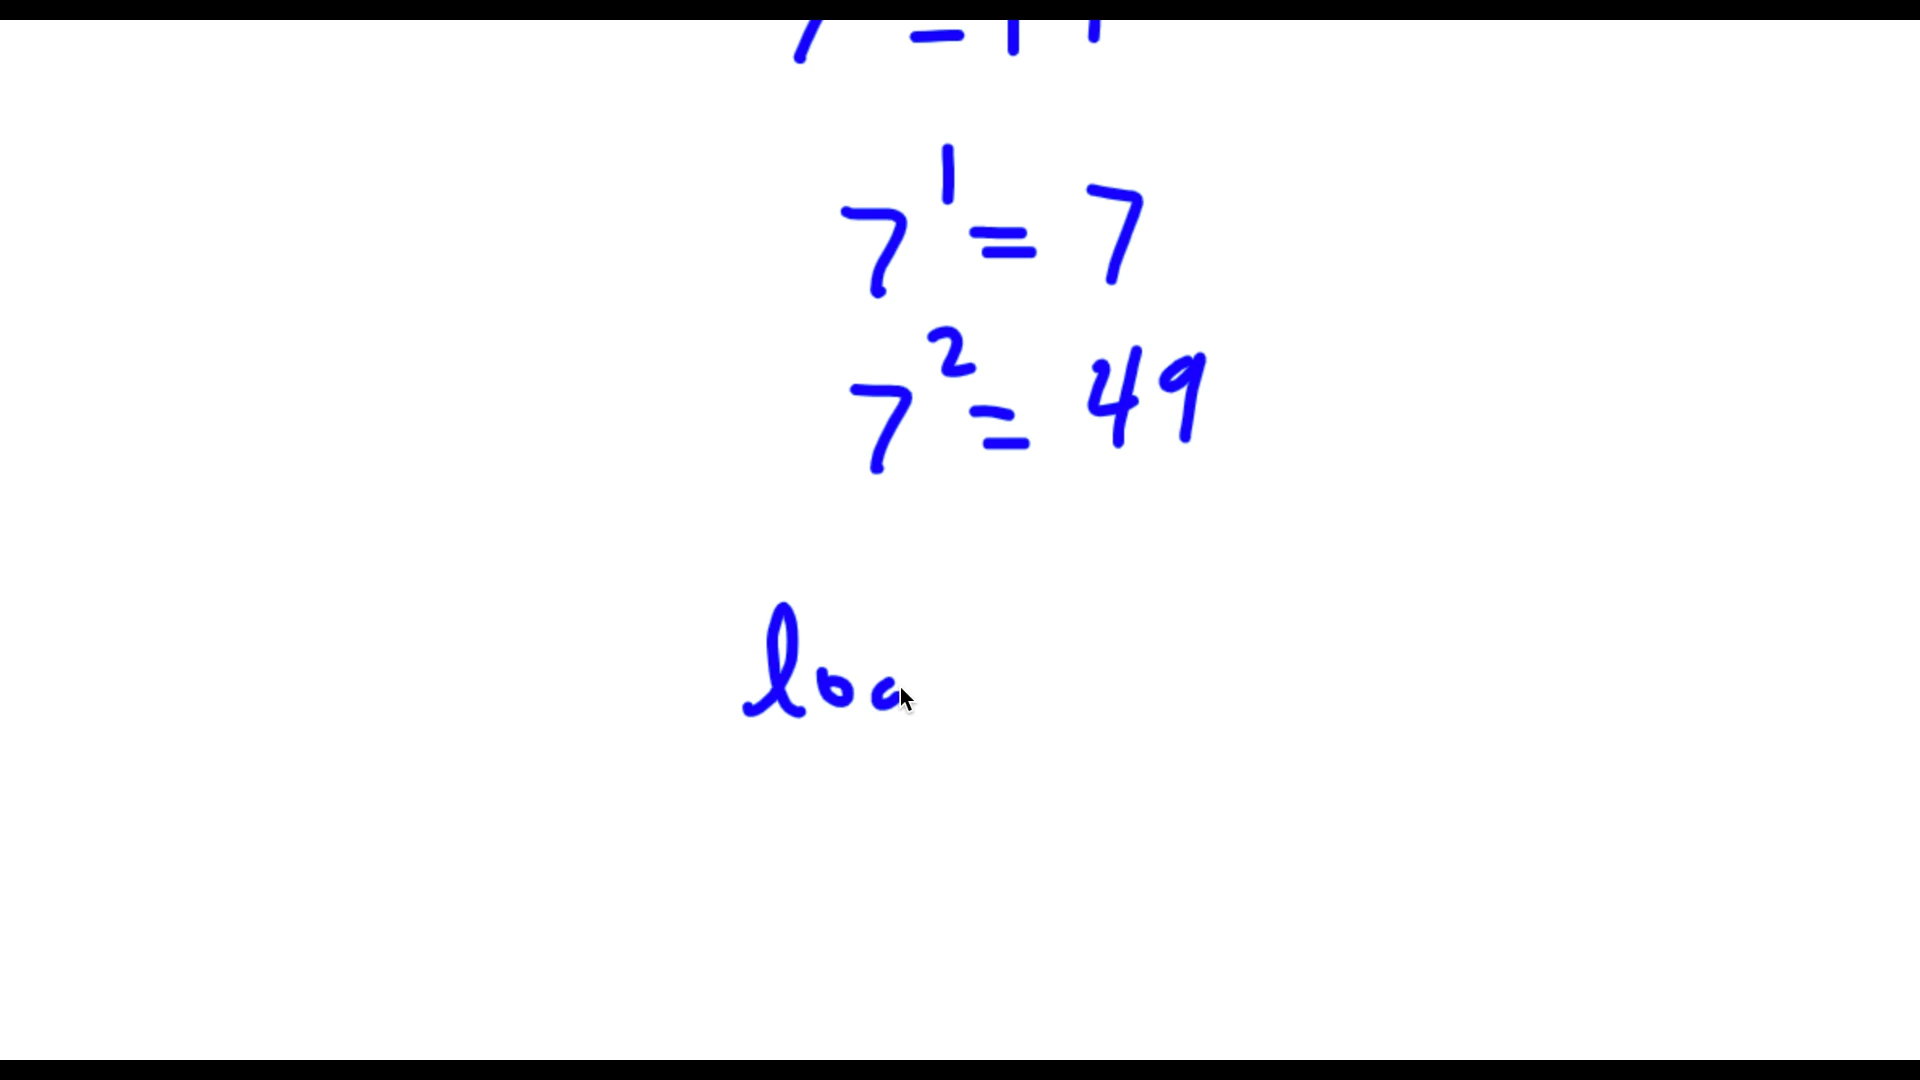 7¹ = 7
7² = 49
lo